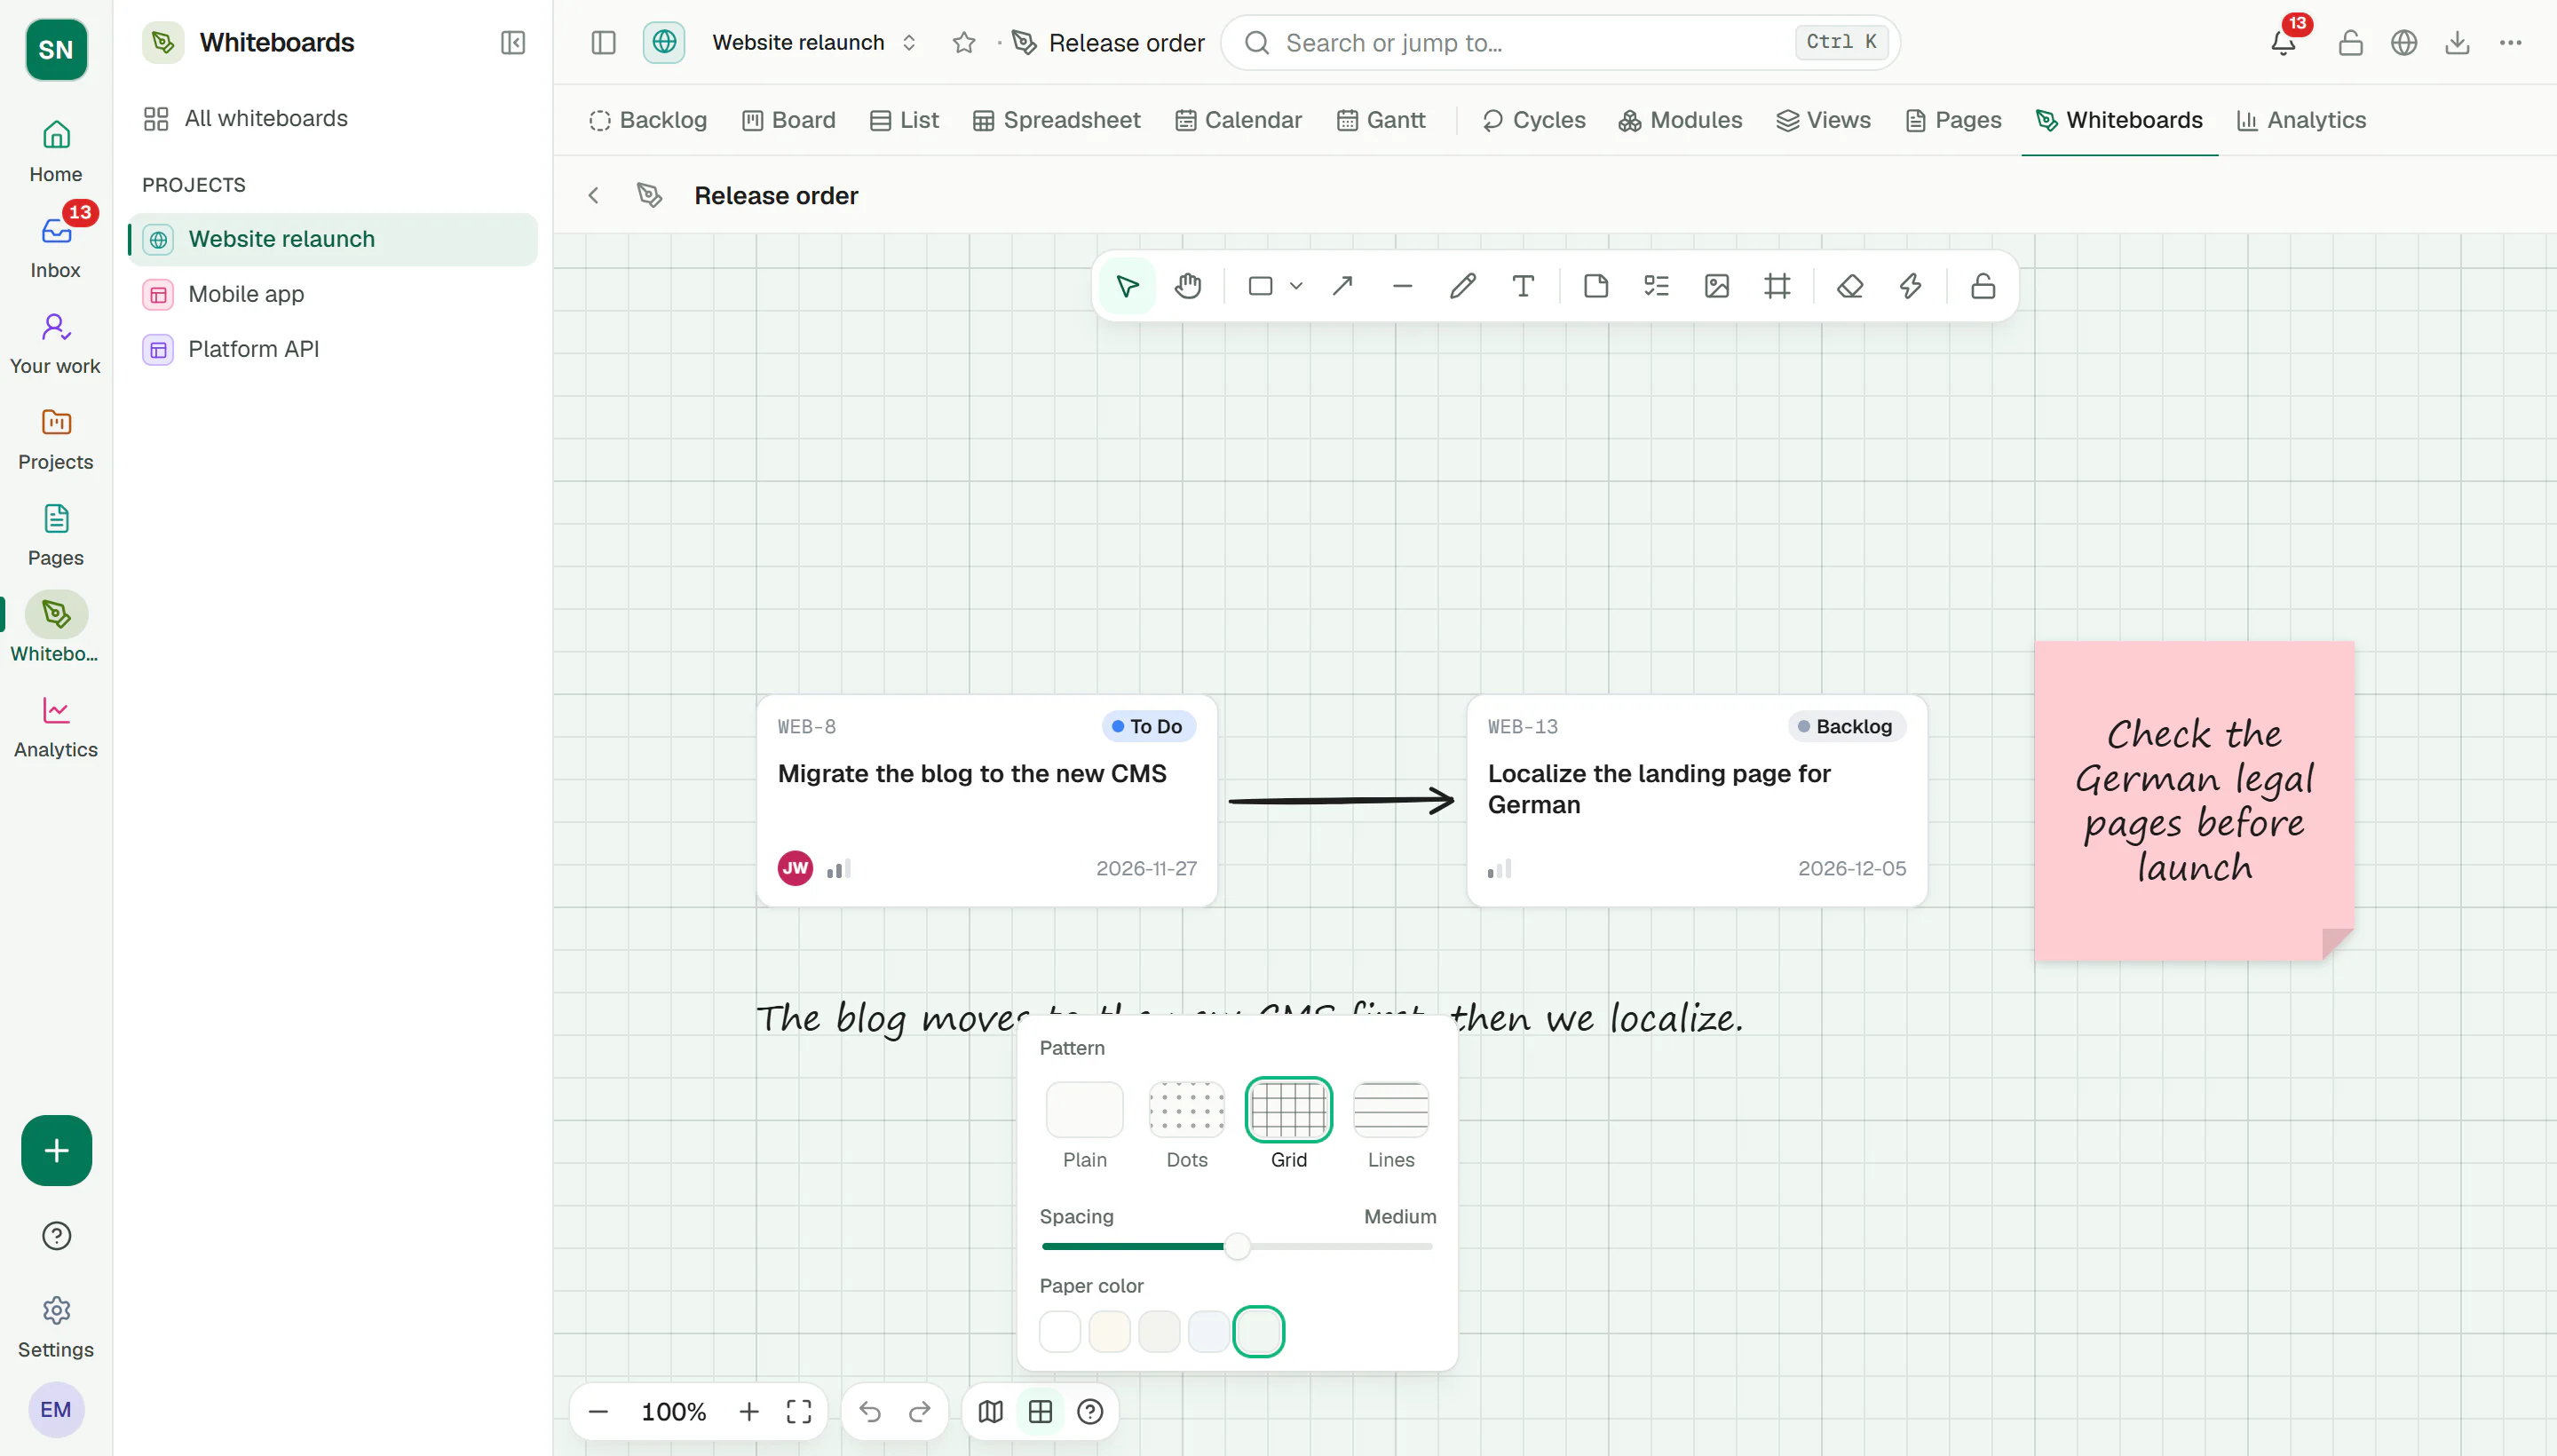 SN
Home
13
Inbox
Your work
Projects
Pages
Whitebo...
Analytics
Settings
EM
Whiteboards
All whiteboards
PROJECTS
Website relaunch
Mobile app
Platform API
Website relaunch
Release order
Search or jump to...
Ctrl K
13
Backlog
Board
List
Spreadsheet
Calendar
Gantt
Cycles
Modules
Views
Pages
Whiteboards
Analytics
Release order
WEB-8
To Do
Migrate the blog to the new CMS
JW
2026-11-27
WEB-13
Backlog
Localize the landing page for
German
2026-12-05
Check the
German legal
pages before
launch
The blog moves to the new CMS first, then we localize.
Pattern
Plain
Dots
Grid
Lines
Spacing
Medium
Paper color
100%